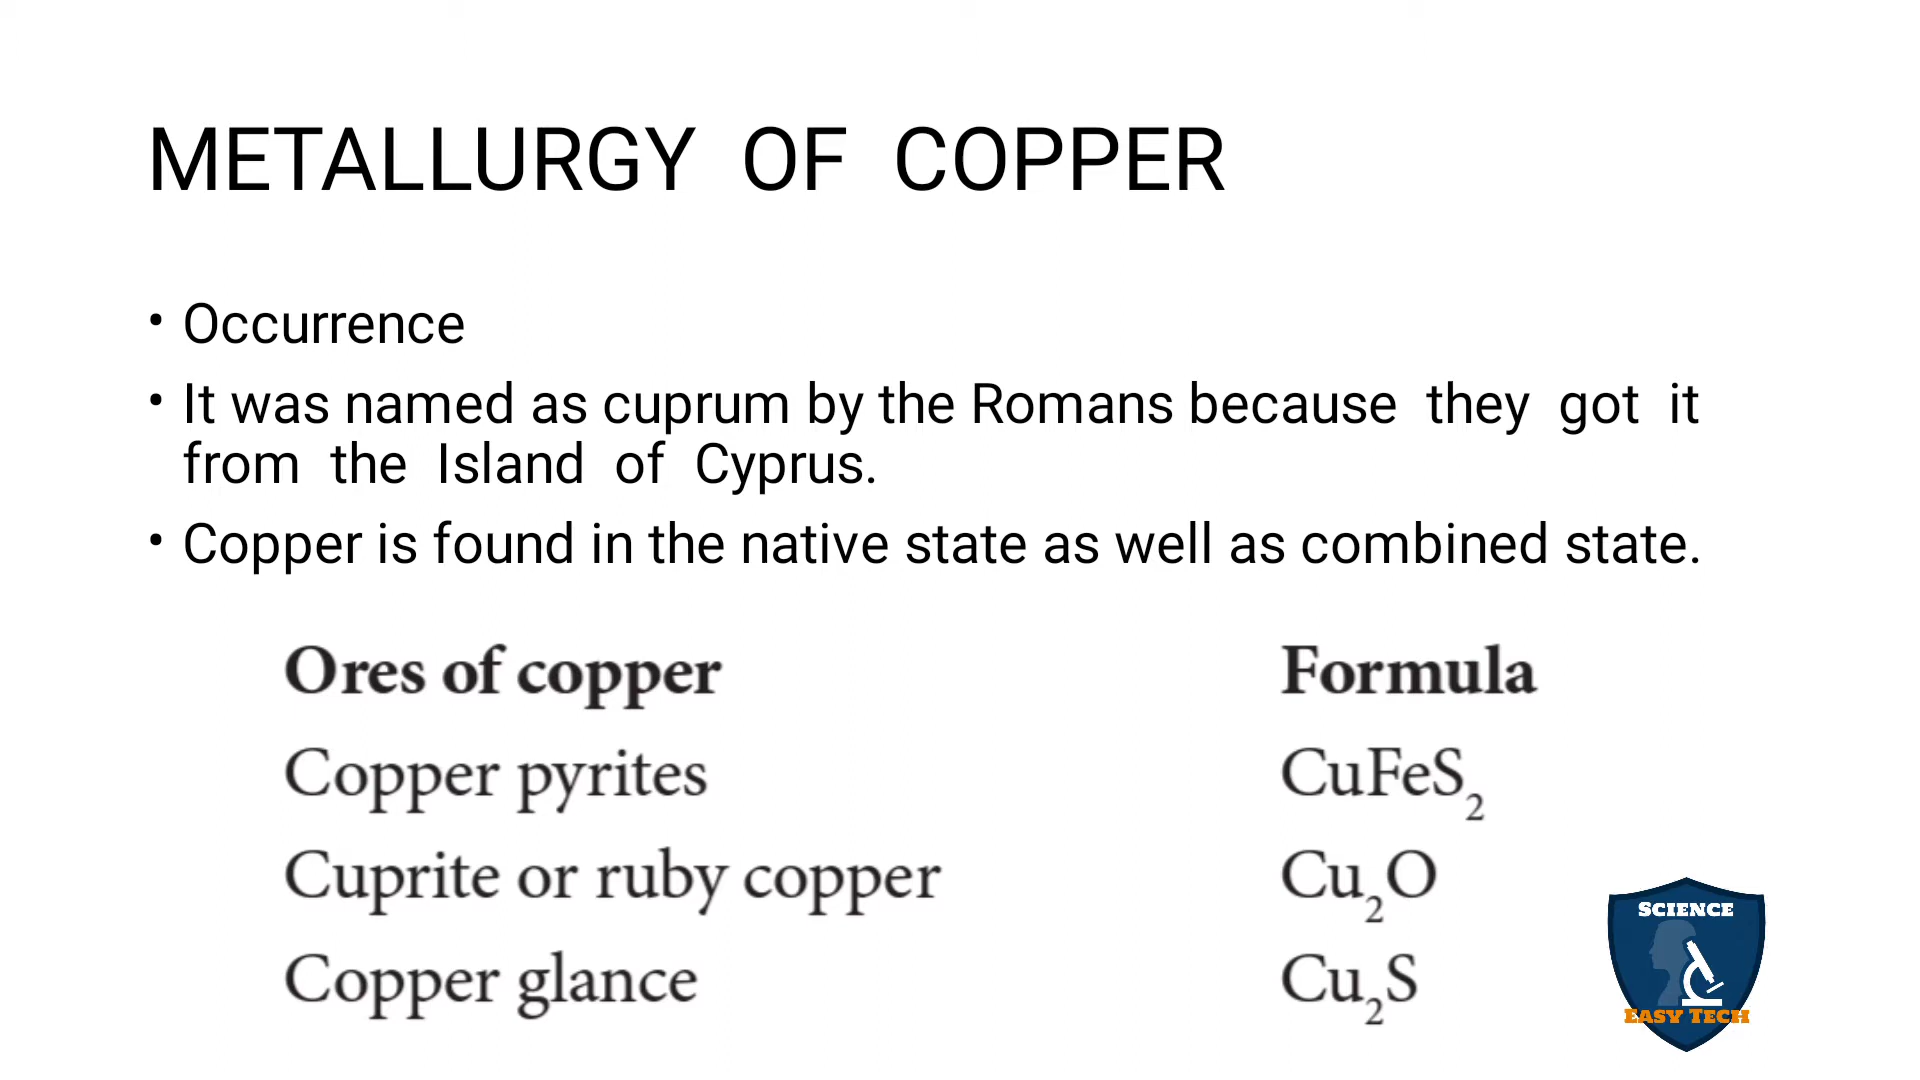 METALLURGY OF COPPER
• Occurrence
• It was named as cuprum by the Romans because they got it
from the Island of Cyprus.
• Copper is found in the native state as well as combined state.
Ores of copper Formula
Copper pyrites CuFeS₂
Cuprite or ruby copper Cu₂O
Copper glance Cu₂S
SCIENCE
EASY TECH